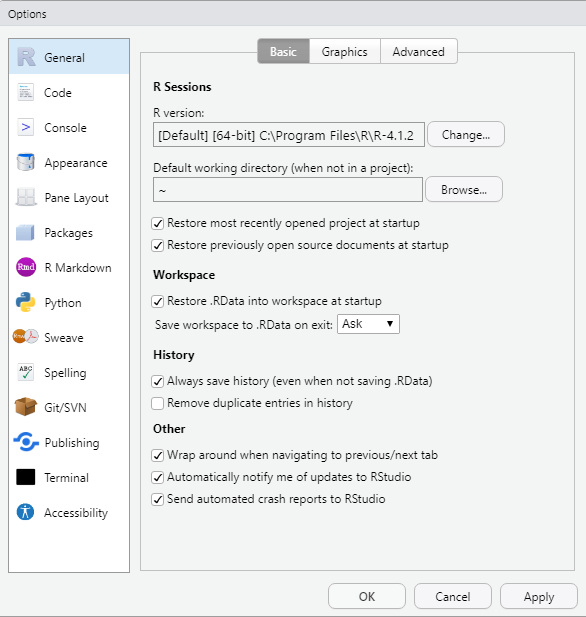 Options
General
Code
Console
Appearance
Pane Layout
Packages
Rmd R Markdown
Python
Sweave
ABC Spelling
Git/SVN
Publishing
Terminal
Accessibility
Basic Graphics Advanced
R Sessions
R version:
[Default] [64-bit] C:\Program Files\R\R-4.1.2 Change...
Default working directory (when not in a project):
~ Browse...
Restore most recently opened project at startup
Restore previously open source documents at startup
Workspace
Restore .RData into workspace at startup
Save workspace to .RData on exit: Ask
History
Always save history (even when not saving .RData)
Remove duplicate entries in history
Other
Wrap around when navigating to previous/next tab
Automatically notify me of updates to RStudio
Send automated crash reports to RStudio
OK Cancel Apply